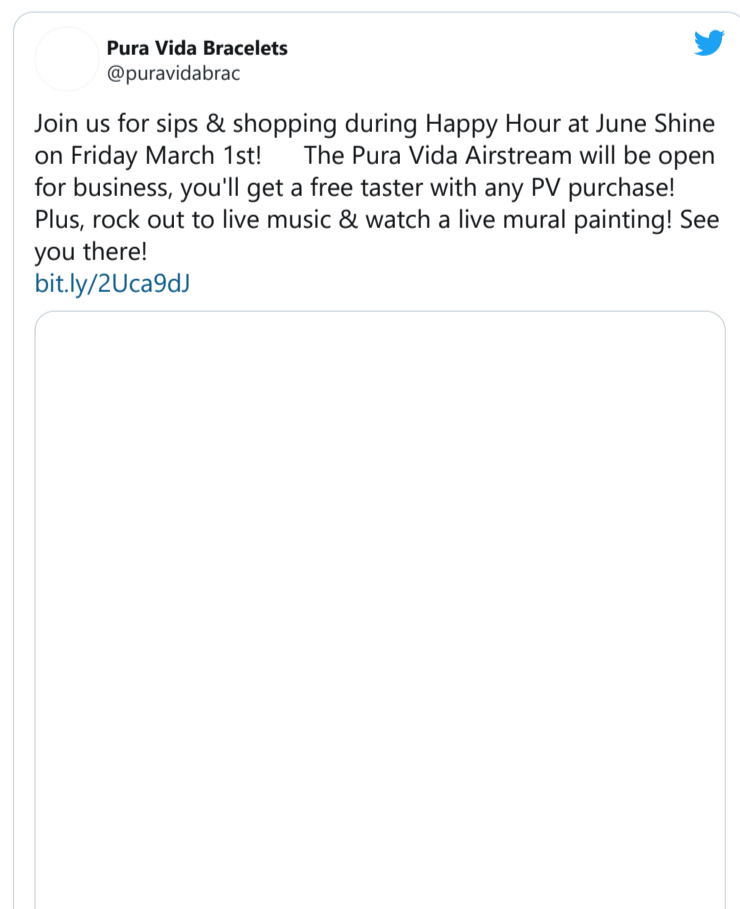 Pura Vida Bracelets
@puravidabrac
Join us for sips & shopping during Happy Hour at June Shine
on Friday March 1st! The Pura Vida Airstream will be open
for business, you'll get a free taster with any PV purchase!
Plus, rock out to live music & watch a live mural painting! See
you there!
bit.ly/2Uca9dJ